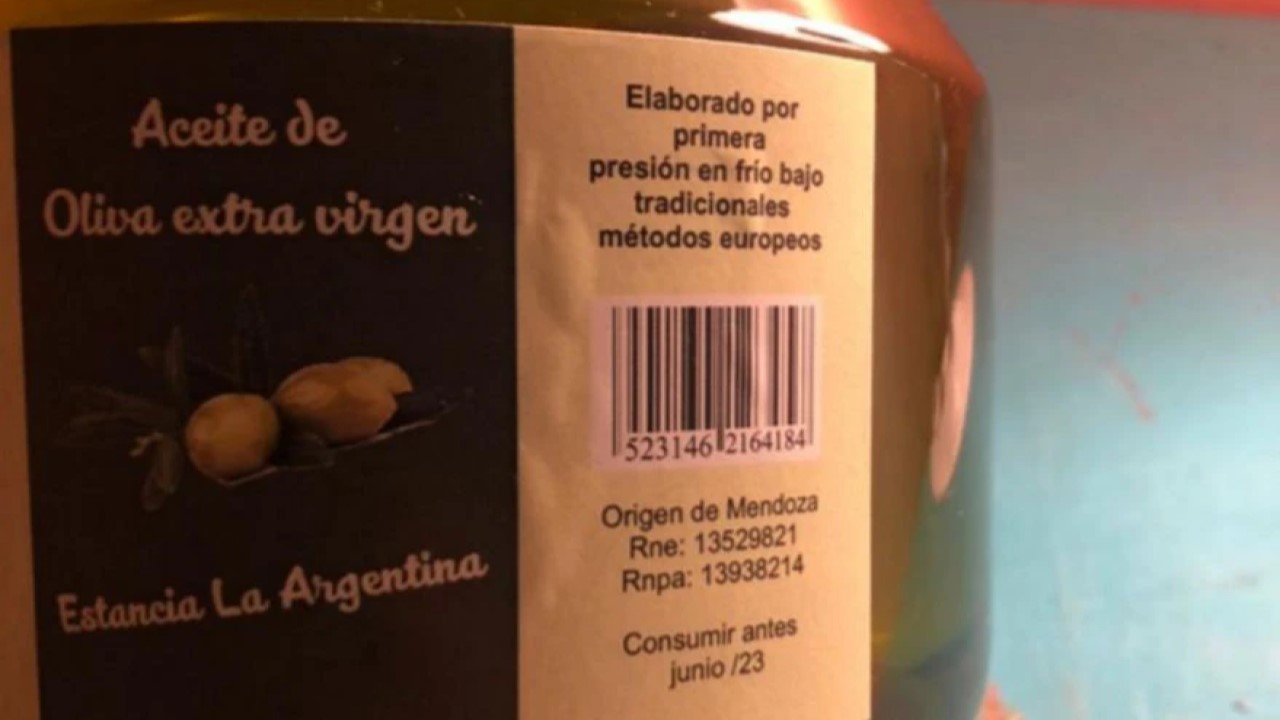 Aceite de
Oliva extra virgen
Estancia La Argentina
Elaborado por
primera
presión en frío bajo
tradicionales
métodos europeos
523146 2164184
Origen de Mendoza
Rne: 13529821
Rnpa: 13938214
Consumir antes
junio /23